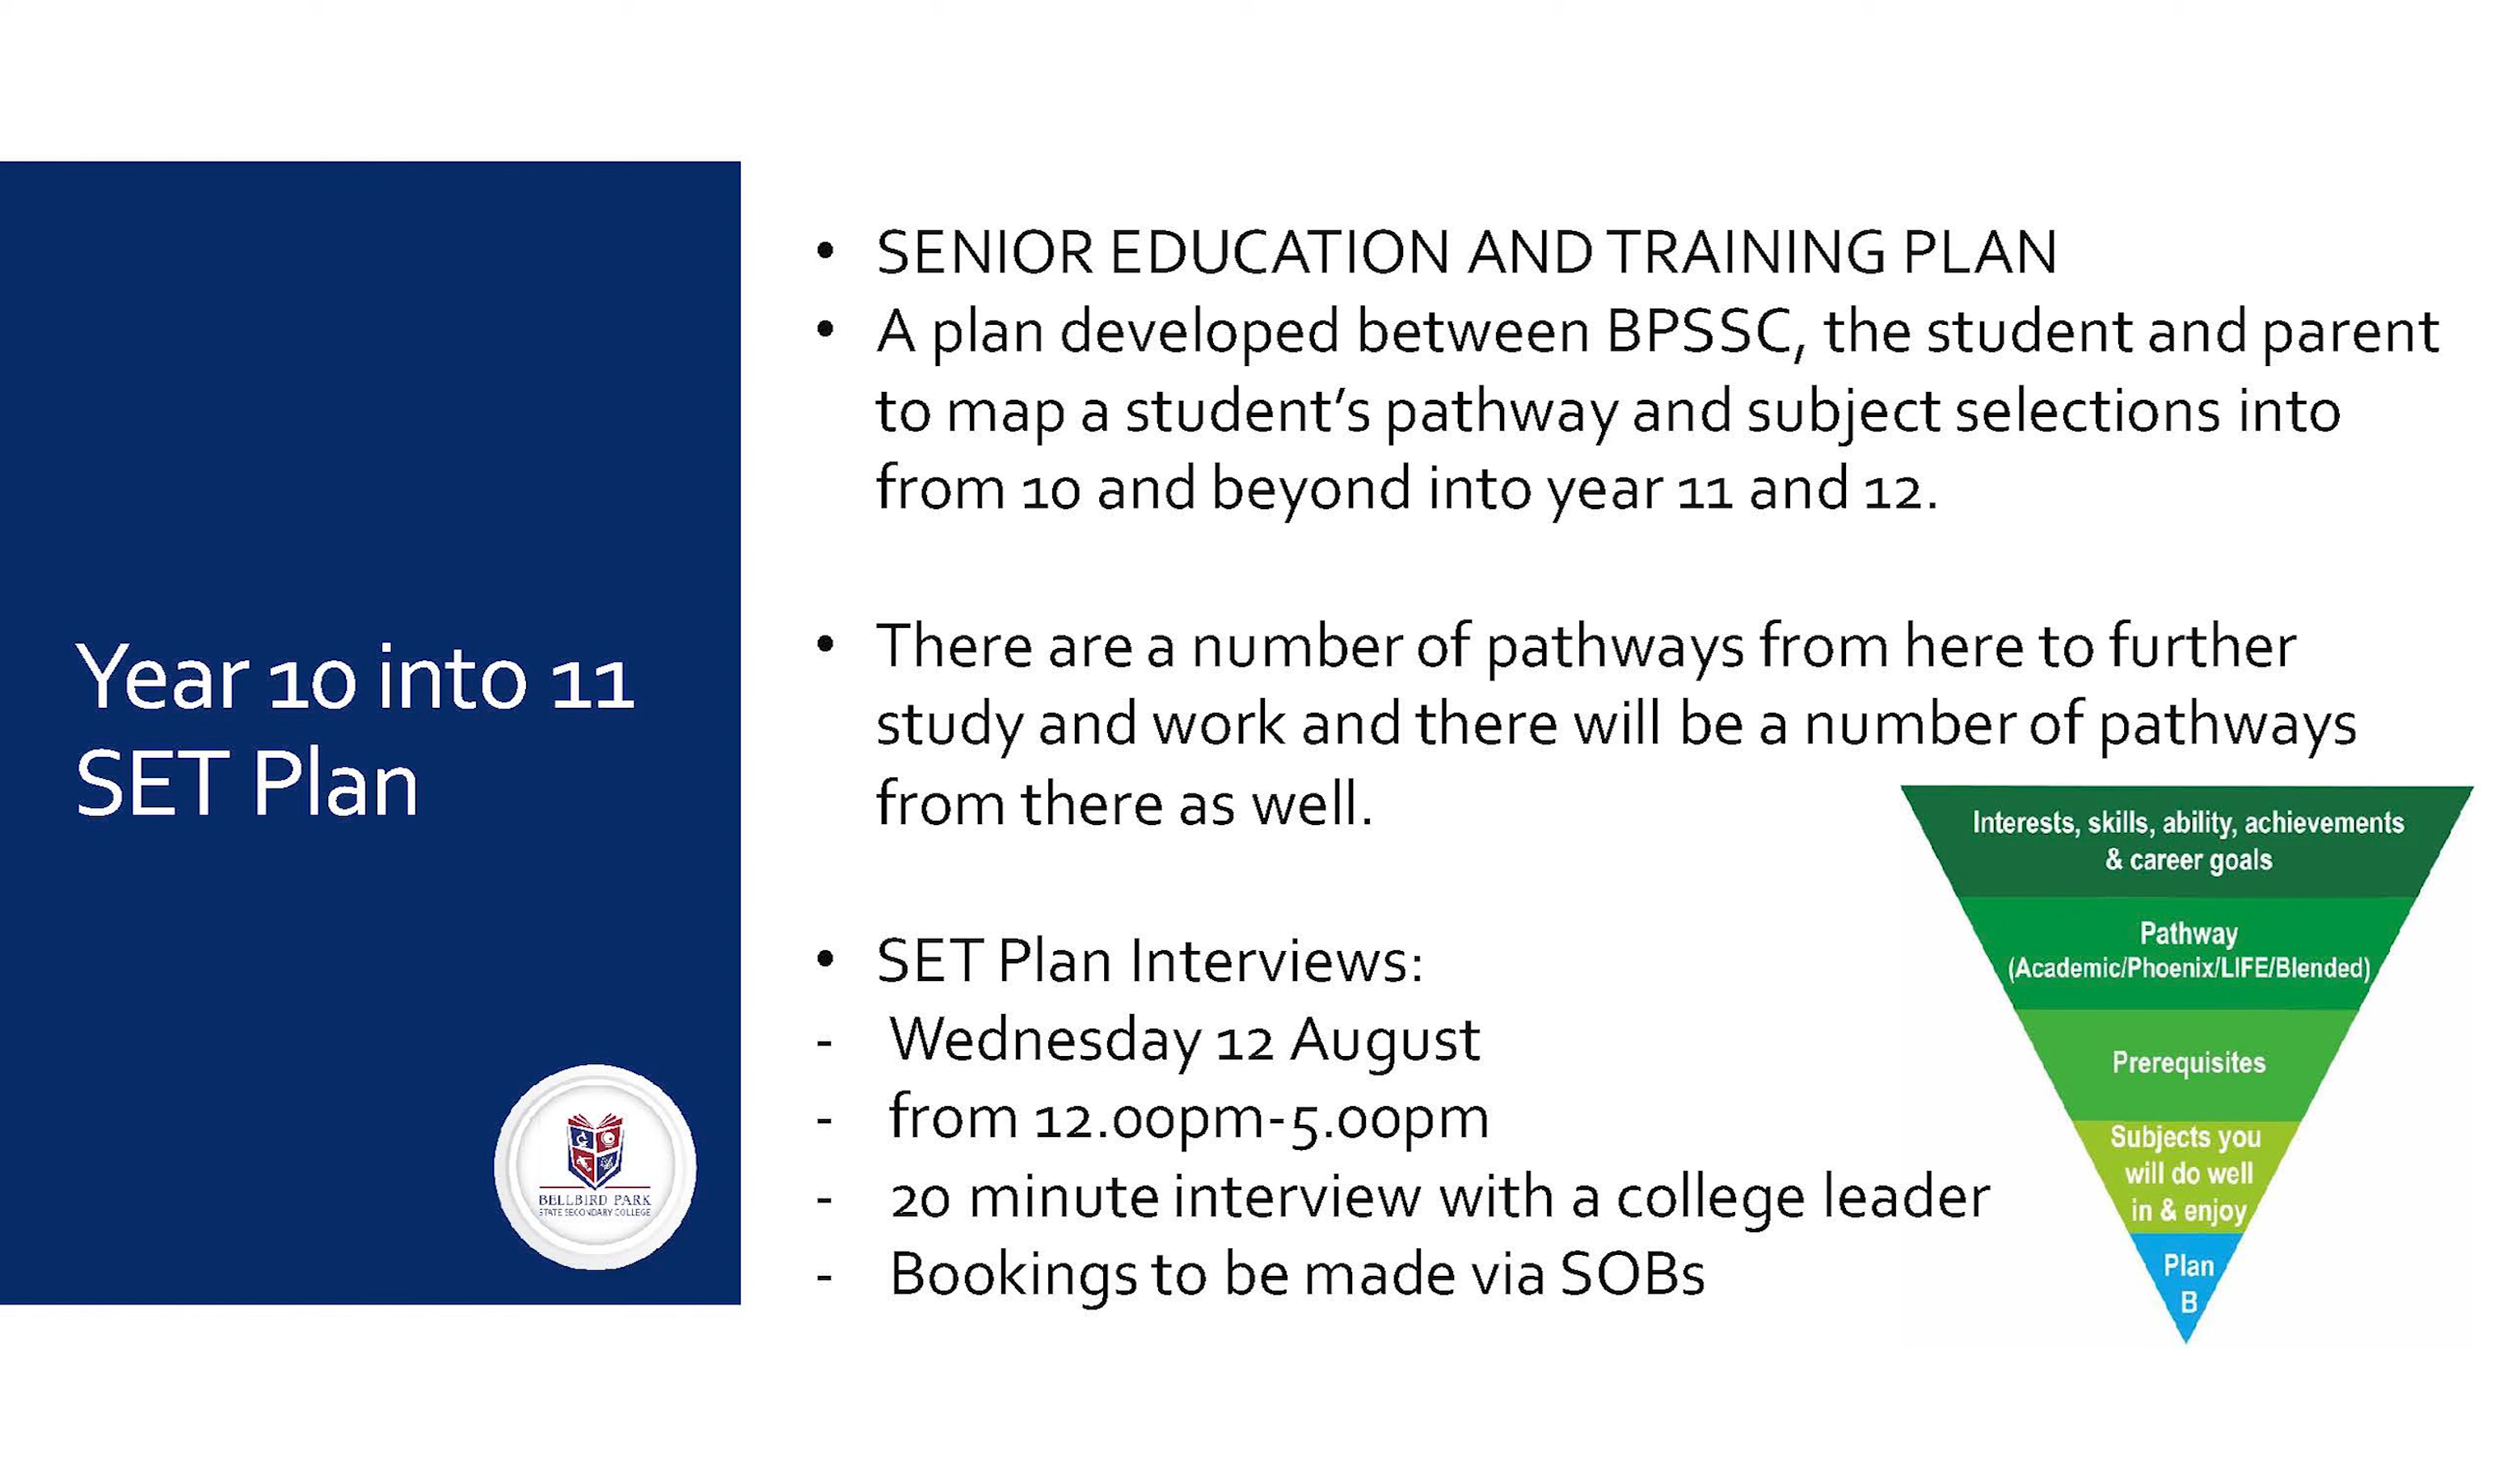 Year 10 into 11
SET Plan
BELLBIRD PARK
STATE SECONDARY COLLEGE
• SENIOR EDUCATION AND TRAINING PLAN
• A plan developed between BPSSC, the student and parent
to map a student’s pathway and subject selections into
from 10 and beyond into year 11 and 12.
• There are a number of pathways from here to further
study and work and there will be a number of pathways
from there as well.
• SET Plan Interviews:
- Wednesday 12 August
- from 12.00pm-5.00pm
- 20 minute interview with a college leader
- Bookings to be made via SOBs
Interests, skills, ability, achievements
& career goals
Pathway
(Academic/Phoenix/LIFE/Blended)
Prerequisites
Subjects you
will do well
in & enjoy
Plan
B